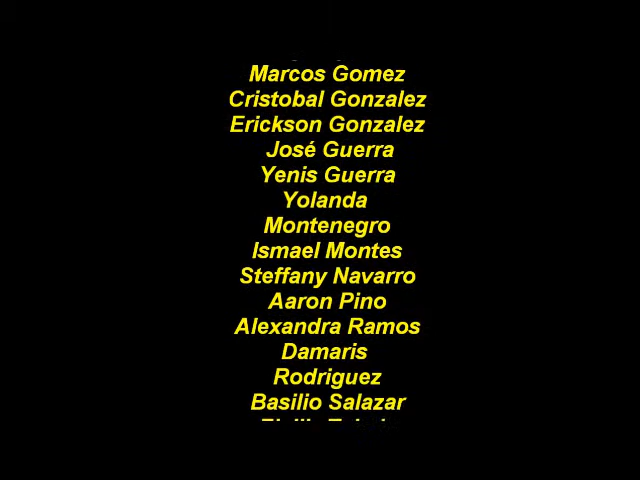 Marcos Gomez
Cristobal Gonzalez
Erickson Gonzalez
José Guerra
Yenis Guerra
Yolanda
Montenegro
Ismael Montes
Steffany Navarro
Aaron Pino
Alexandra Ramos
Damaris
Rodriguez
Basilio Salazar